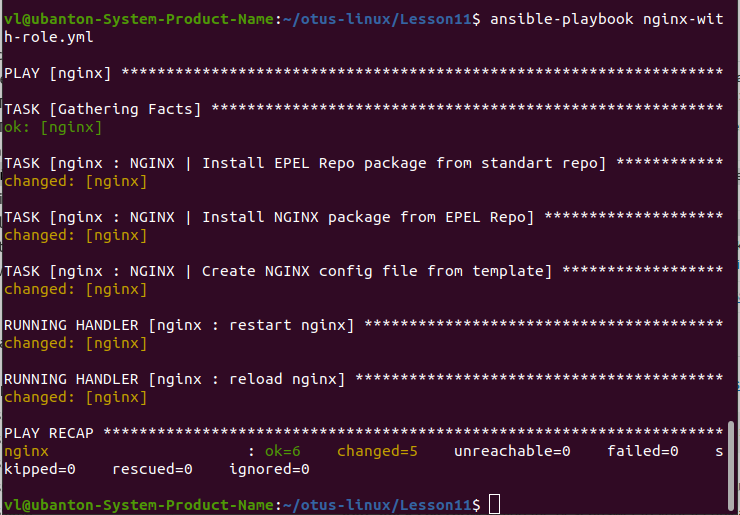 vl@ubanton-System-Product-Name:~/otus-linux/Lesson11$ ansible-playbook nginx-wit
h-role.yml
PLAY [nginx] *******************************************************************
TASK [Gathering Facts] *********************************************************
ok: [nginx]
TASK [nginx : NGINX | Install EPEL Repo package from standart repo] ************
changed: [nginx]
TASK [nginx : NGINX | Install NGINX package from EPEL Repo] ********************
changed: [nginx]
TASK [nginx : NGINX | Create NGINX config file from template] ******************
changed: [nginx]
RUNNING HANDLER [nginx : restart nginx] ****************************************
changed: [nginx]
RUNNING HANDLER [nginx : reload nginx] *****************************************
changed: [nginx]
PLAY RECAP *********************************************************************
nginx                      : ok=6    changed=5    unreachable=0    failed=0    s
kipped=0    rescued=0    ignored=0
vl@ubanton-System-Product-Name:~/otus-linux/Lesson11$